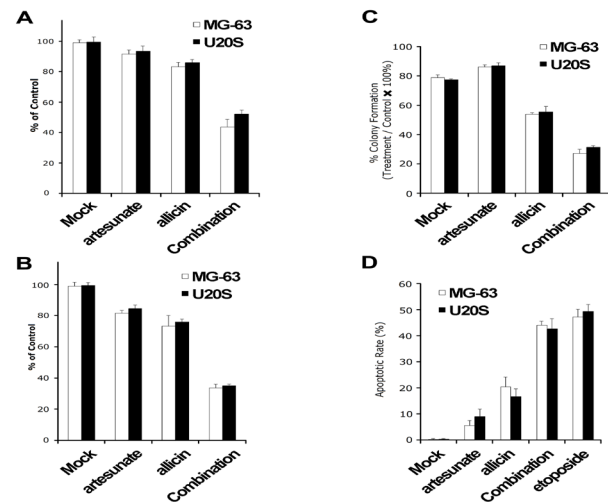 A
MG-63
U20S
% of Control
100
80
60
40
20
0
Mock
artesunate
allicin
Combination
B
MG-63
U20S
% of Control
100
80
60
40
20
0
Mock
artesunate
allicin
Combination
C
MG-63
U20S
% Colony Formation
(Treatment / Control x 100%)
80
60
40
20
0
Mock
artesunate
allicin
Combination
D
MG-63
U20S
Apoptotic Rate (%)
60
50
40
30
20
10
0
Mock
artesunate
allicin
Combination
etoposide